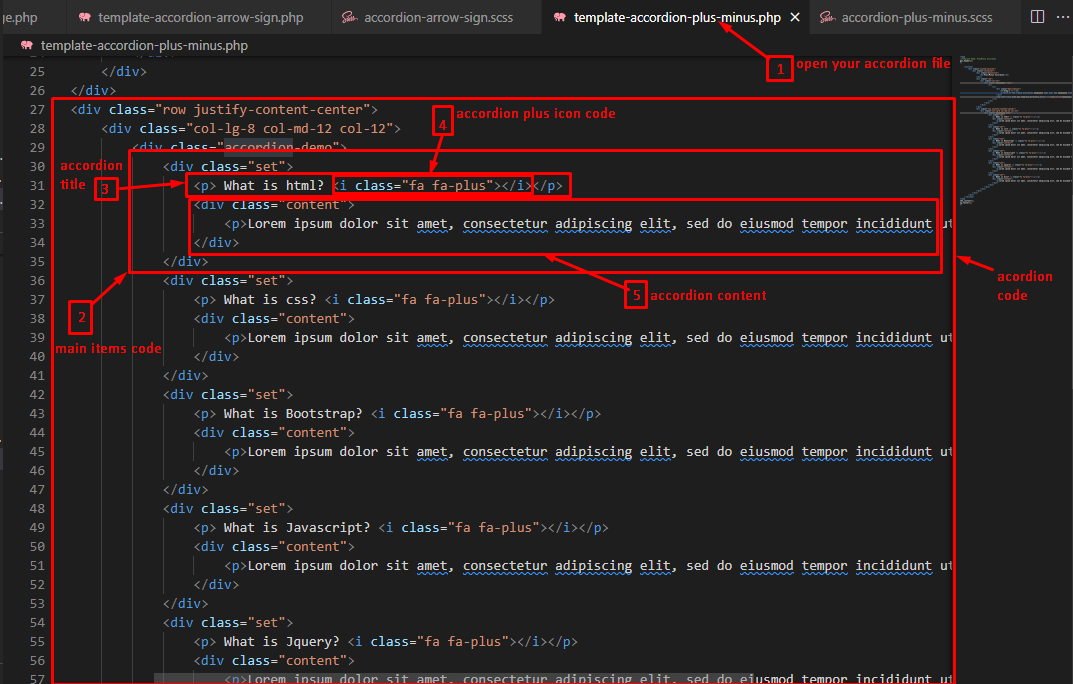 ge.php template-accordion-arrow-sign.php accordion-arrow-sign.scss template-accordion-plus-minus.php accordion-plus-minus.scss
template-accordion-plus-minus.php
1 open your accordion file
25 </div>
26 </div>
27 <div class="row justify-content-center">
4 accordion plus icon code
28 <div class="col-lg-8 col-md-12 col-12">
29 <div class="accordion-demo">
accordion
title 3
30 <div class="set">
31 <p> What is html? <i class="fa fa-plus"></i></p>
32 <div class="content">
33 <p>Lorem ipsum dolor sit amet, consectetur adipiscing elit, sed do eiusmod tempor incididunt ut
34 </div>
35 </div>
acordion
code
36 <div class="set">
5 accordion content
37 <p> What is css? <i class="fa fa-plus"></i></p>
2
38 <div class="content">
39 <p>Lorem ipsum dolor sit amet, consectetur adipiscing elit, sed do eiusmod tempor incididunt ut
main items code
40 </div>
41 </div>
42 <div class="set">
43 <p> What is Bootstrap? <i class="fa fa-plus"></i></p>
44 <div class="content">
45 <p>Lorem ipsum dolor sit amet, consectetur adipiscing elit, sed do eiusmod tempor incididunt ut
46 </div>
47 </div>
48 <div class="set">
49 <p> What is Javascript? <i class="fa fa-plus"></i></p>
50 <div class="content">
51 <p>Lorem ipsum dolor sit amet, consectetur adipiscing elit, sed do eiusmod tempor incididunt ut
52 </div>
53 </div>
54 <div class="set">
55 <p> What is Jquery? <i class="fa fa-plus"></i></p>
56 <div class="content">
57 <p>Lorem ipsum dolor sit amet, consectetur adipiscing elit, sed do eiusmod tempor incididunt ut